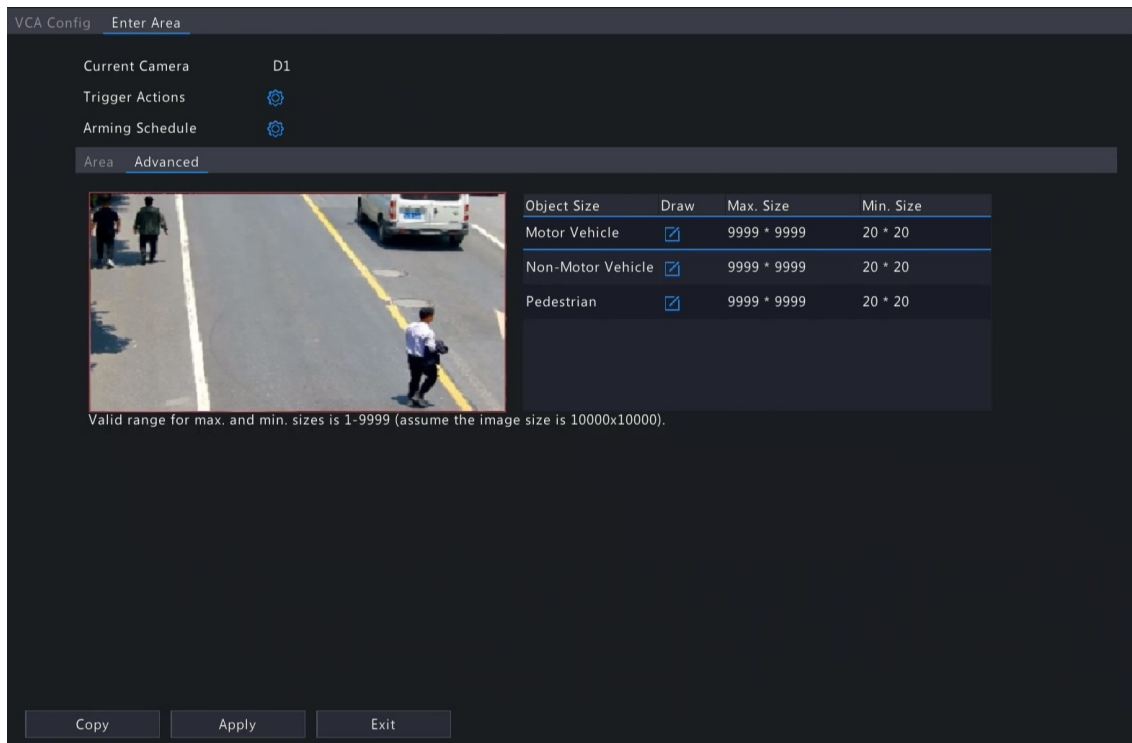 VCA Config Enter Area
Current Camera D1
Trigger Actions
Arming Schedule
Area Advanced
Object Size Draw Max. Size Min. Size
Motor Vehicle 9999 * 9999 20 * 20
Non-Motor Vehicle 9999 * 9999 20 * 20
Pedestrian 9999 * 9999 20 * 20
Valid range for max. and min. sizes is 1-9999 (assume the image size is 10000x10000).
Copy Apply Exit